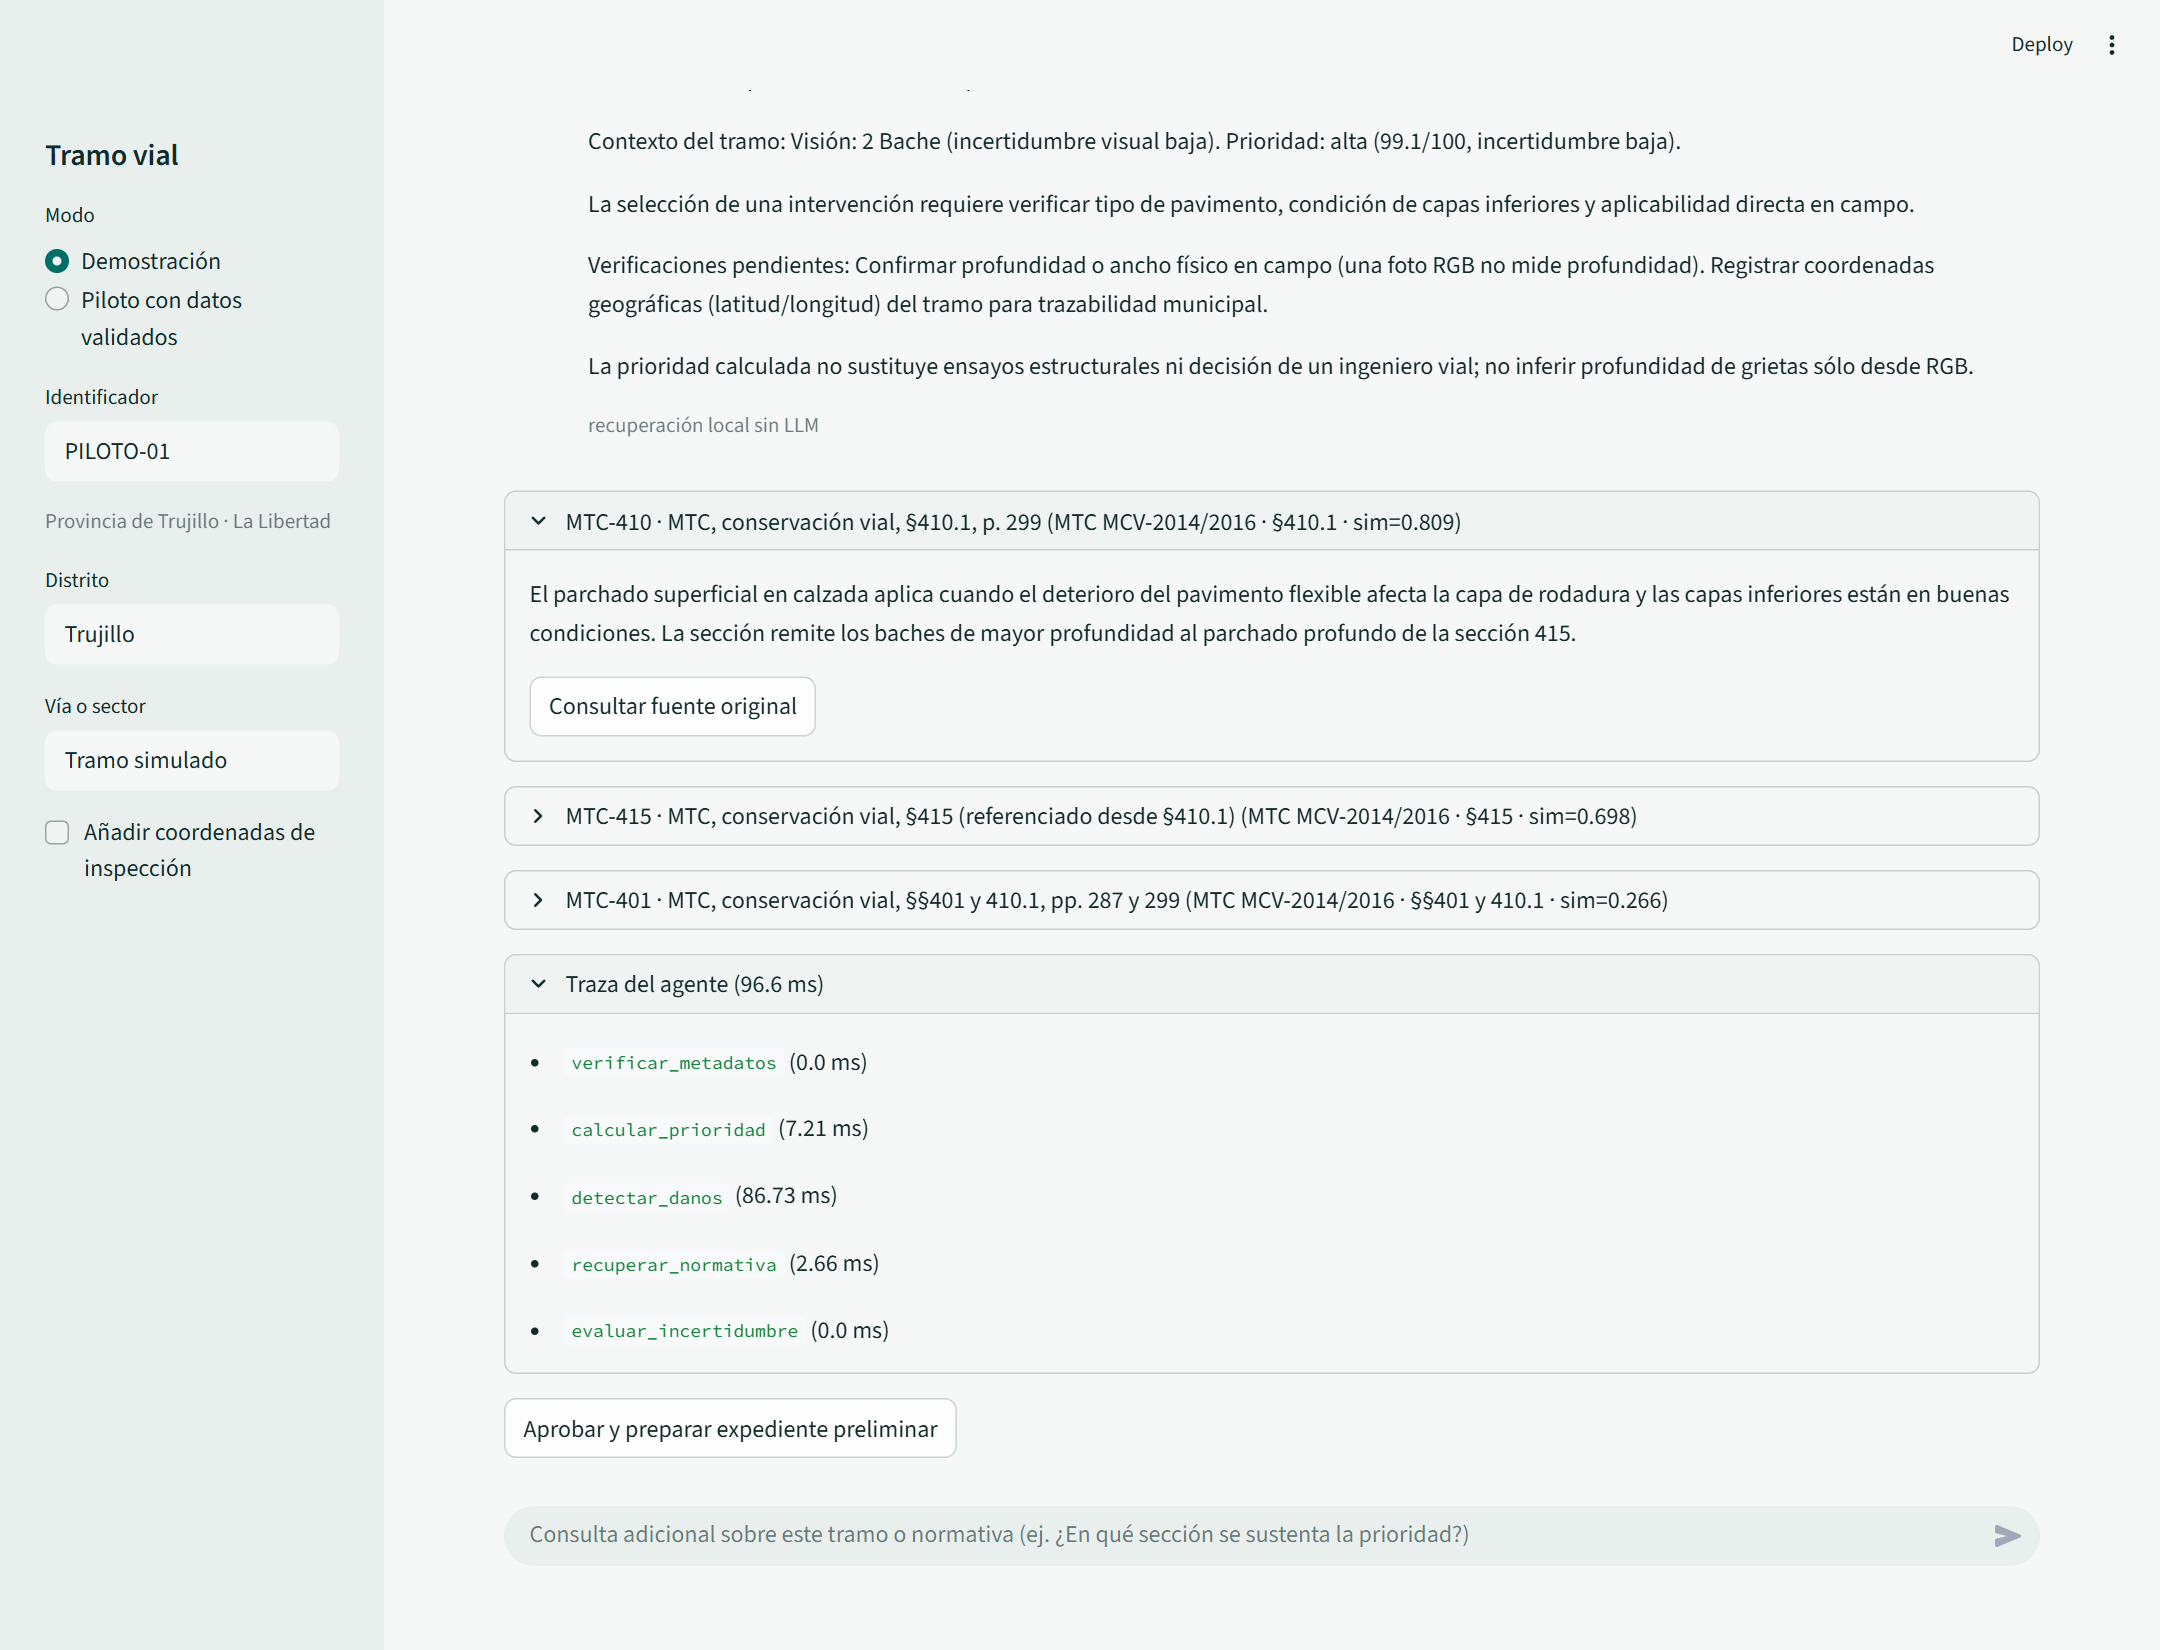 Deploy
Tramo vial
Modo
Demostración
Piloto con datos
validados
Identificador
PILOTO-01
Provincia de Trujillo · La Libertad
Distrito
Trujillo
Vía o sector
Tramo simulado
Añadir coordenadas de
inspección
Contexto del tramo: Visión: 2 Bache (incertidumbre visual baja). Prioridad: alta (99.1/100, incertidumbre baja).
La selección de una intervención requiere verificar tipo de pavimento, condición de capas inferiores y aplicabilidad directa en campo.
Verificaciones pendientes: Confirmar profundidad o ancho físico en campo (una foto RGB no mide profundidad). Registrar coordenadas
geográficas (latitud/longitud) del tramo para trazabilidad municipal.
La prioridad calculada no sustituye ensayos estructurales ni decisión de un ingeniero vial; no inferir profundidad de grietas sólo desde RGB.
recuperación local sin LLM
MTC-410 · MTC, conservación vial, §410.1, p. 299 (MTC MCV-2014/2016 · §410.1 · sim=0.809)
El parchado superficial en calzada aplica cuando el deterioro del pavimento flexible afecta la capa de rodadura y las capas inferiores están en buenas
condiciones. La sección remite los baches de mayor profundidad al parchado profundo de la sección 415.
Consultar fuente original
MTC-415 · MTC, conservación vial, §415 (referenciado desde §410.1) (MTC MCV-2014/2016 · §415 · sim=0.698)
MTC-401 · MTC, conservación vial, §§401 y 410.1, pp. 287 y 299 (MTC MCV-2014/2016 · §§401 y 410.1 · sim=0.266)
Traza del agente (96.6 ms)
verificar_metadatos (0.0 ms)
calcular_prioridad (7.21 ms)
detectar_danos (86.73 ms)
recuperar_normativa (2.66 ms)
evaluar_incertidumbre (0.0 ms)
Aprobar y preparar expediente preliminar
Consulta adicional sobre este tramo o normativa (ej. ¿En qué sección se sustenta la prioridad?)